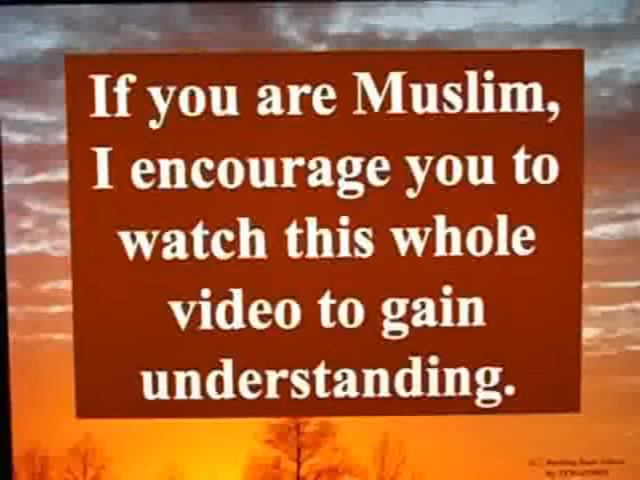 If you are Muslim,
I encourage you to
watch this whole
video to gain
understanding.